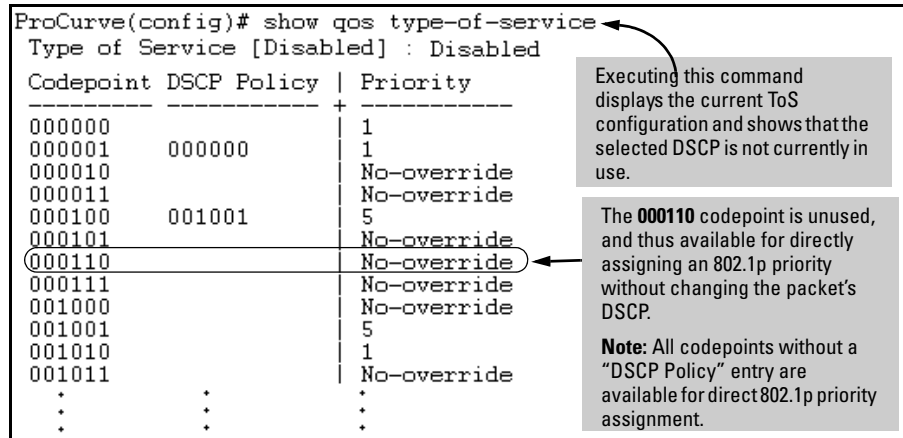 ProCurve(config)# show qos type-of-service
Type of Service [Disabled] : Disabled
Codepoint DSCP Policy | Priority
--------- ----------- + ------------
000000 | 1
000001 000000 | 1
000010 | No-override
000011 | No-override
000100 001001 | 5
000101 | No-override
000110 | No-override
000111 | No-override
001000 | No-override
001001 | 5
001010 | 1
001011 | No-override
. . .
. . .
. . .
Executing this command
displays the current ToS
configuration and shows that the
selected DSCP is not currently in
use.
The 000110 codepoint is unused,
and thus available for directly
assigning an 802.1p priority
without changing the packet's
DSCP.
Note: All codepoints without a
“DSCP Policy” entry are
available for direct 802.1p priority
assignment.